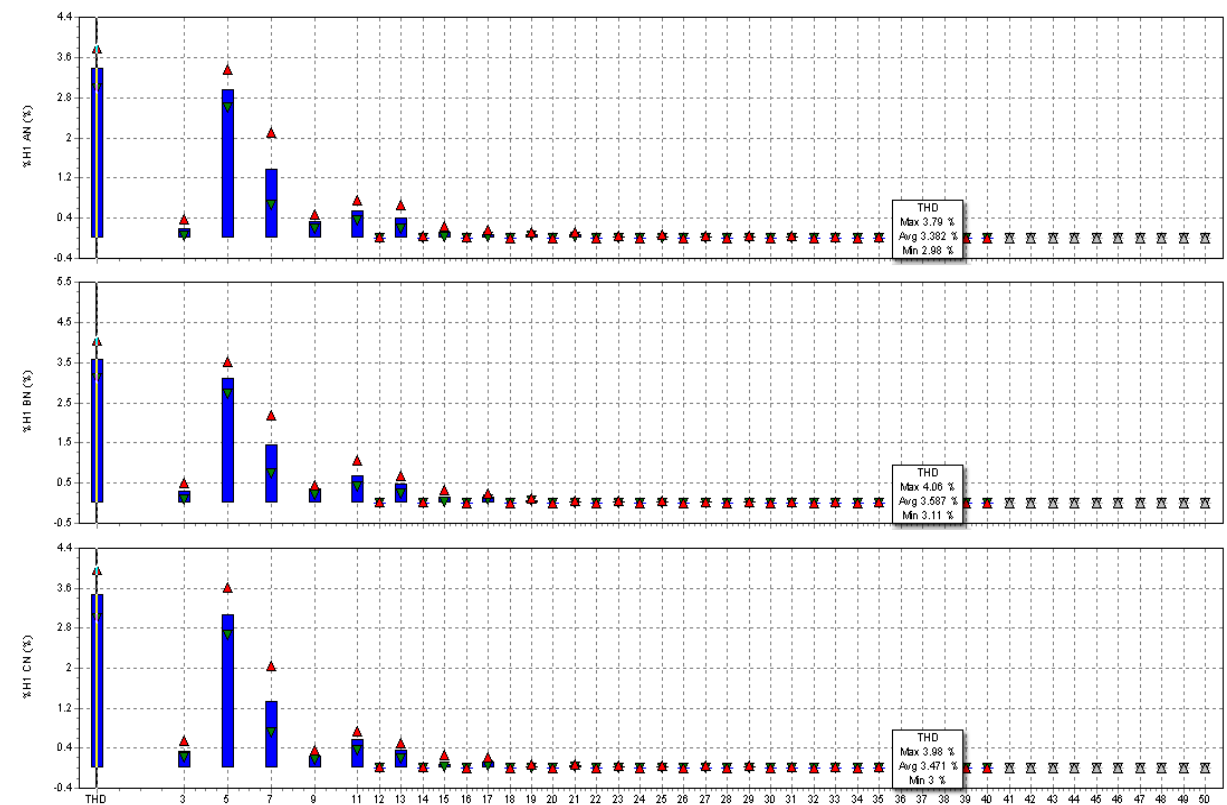 4.4
3.6
2.8
2
1.2
0.4
-0.4
%H1 AN (%)
THD
Max 3.79 %
Avg 3.382 %
Min 2.98 %
5.5
4.5
3.5
2.5
1.5
0.5
-0.5
%H1 BN (%)
THD
Max 4.06 %
Avg 3.587 %
Min 3.11 %
4.4
3.6
2.8
2
1.2
0.4
-0.4
%H1 CN (%)
THD
Max 3.98 %
Avg 3.471 %
Min 3 %
THD 3 5 7 9 11 12 13 14 15 16 17 18 19 20 21 22 23 24 25 26 27 28 29 30 31 32 33 34 35 36 37 38 39 40 41 42 43 44 45 46 47 48 49 50